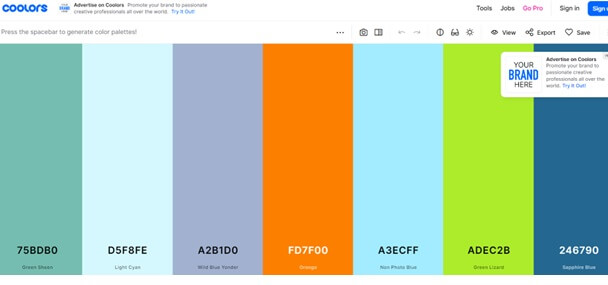 COOLORS
Advertise on Coolors Promote your brand to passionate
creative professionals all over the world. Try It Out!
Tools Jobs Go Pro Sign in Sign
Press the spacebar to generate color palettes!
View Export Save
YOUR
BRAND
HERE
Advertise on Coolors
Promote your brand to
passionate creative
professionals all over the
world. Try It Out!
75BDB0 D5F8FE A2B1D0 FD7F00 A3ECFF ADEC2B 246790
Green Sheen Light Cyan Wild Blue Yonder Orange Non Photo Blue Green Lizard Sapphire Blue